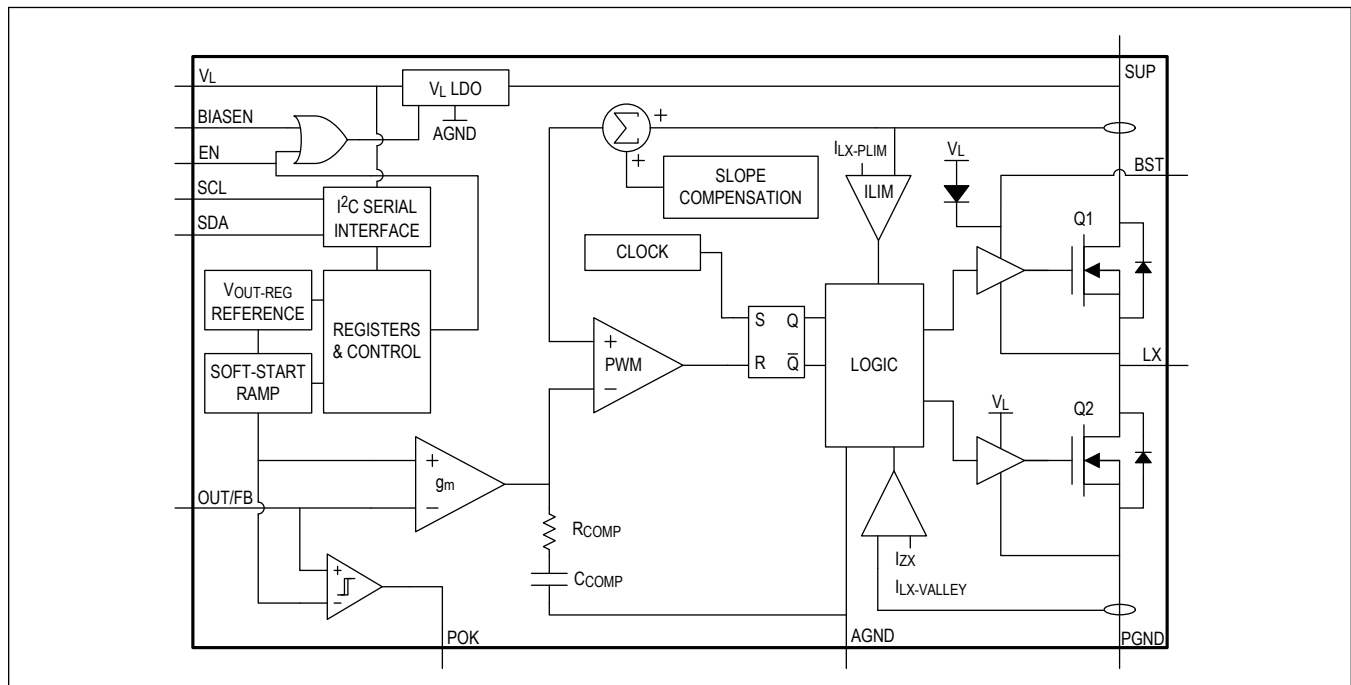 VL
BIASEN
EN
SCL
SDA
OUT/FB
VL LDO
AGND
I2C SERIAL
INTERFACE
VOUT-REG
REFERENCE
SOFT-START
RAMP
REGISTERS
& CONTROL
+
gm
−
+
−
POK
RCOMP
CCOMP
∑
+
+
SLOPE
COMPENSATION
CLOCK
+
PWM
−
S Q
R Q̅
ILX-PLIM
ILIM
LOGIC
IZX
ILX-VALLEY
AGND
VL
VL
Q1
Q2
SUP
BST
LX
PGND